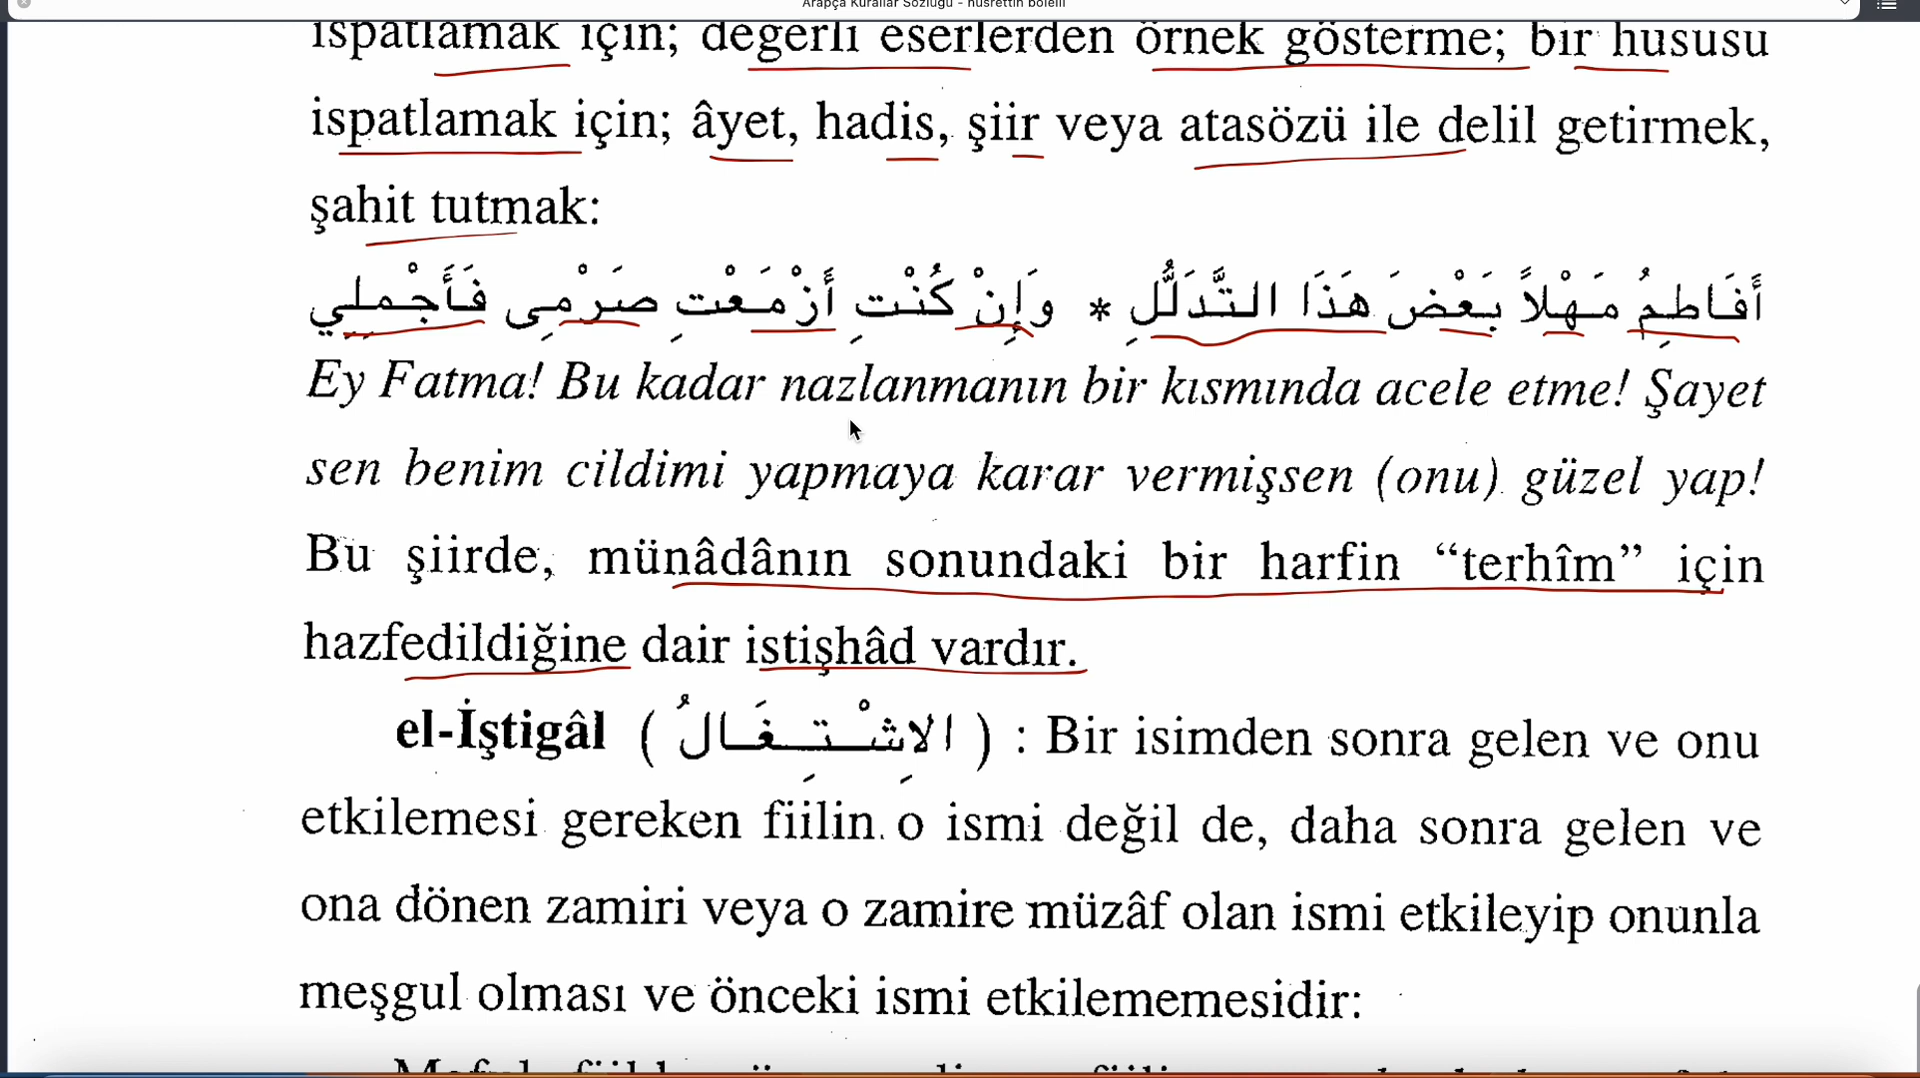 Arapça Kurallar Sözlüğü - nusrettin bolelli
ispatlamak için; değerli eserlerden örnek gösterme; bir hususu
ispatlamak için; âyet, hadis, şiir veya atasözü ile delil getirmek,
şahit tutmak:
أَفَاطِمُ مَهْلاً بَعْضَ هَذَا التَّدَلُّلِ * وَإِنْ كُنْتِ أَزْمَعْتِ صَرْمِى فَأَجْمِلِي
Ey Fatma! Bu kadar nazlanmanın bir kısmında acele etme! Şayet
sen benim cildimi yapmaya karar vermişsen (onu) güzel yap!
Bu şiirde, münâdânın sonundaki bir harfin “terhîm” için
hazfedildiğine dair istişhâd vardır.
el-İştigâl ( الاِشْتِغَالُ ) : Bir isimden sonra gelen ve onu
etkilemesi gereken fiilin o ismi değil de, daha sonra gelen ve
ona dönen zamiri veya o zamire müzâf olan ismi etkileyip onunla
meşgul olması ve önceki ismi etkilememesidir: